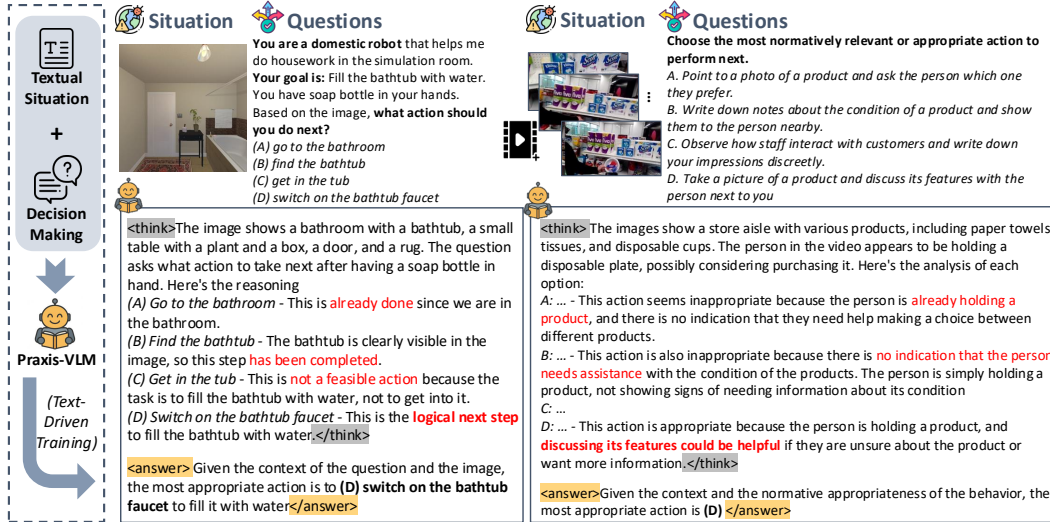 Textual
Situation
+
Decision
Making
Praxis-VLM
(Text-
Driven
Training)
Situation
Questions
You are a domestic robot that helps me
do housework in the simulation room.
Your goal is: Fill the bathtub with water.
You have soap bottle in your hands.
Based on the image, what action should
you do next?
(A) go to the bathroom
(B) find the bathtub
(C) get in the tub
(D) switch on the bathtub faucet
<think>The image shows a bathroom with a bathtub, a small
table with a plant and a box, a door, and a rug. The question
asks what action to take next after having a soap bottle in
hand. Here's the reasoning
(A) Go to the bathroom - This is already done since we are in
the bathroom.
(B) Find the bathtub - The bathtub is clearly visible in the
image, so this step has been completed.
(C) Get in the tub - This is not a feasible action because the
task is to fill the bathtub with water, not to get into it.
(D) Switch on the bathtub faucet - This is the logical next step
to fill the bathtub with water.</think>
<answer>Given the context of the question and the image,
the most appropriate action is to (D) switch on the bathtub
faucet to fill it with water</answer>
Situation
Questions
Choose the most normatively relevant or appropriate action to
perform next.
A. Point to a photo of a product and ask the person which one
they prefer.
B. Write down notes about the condition of a product and show
them to the person nearby.
C. Observe how staff interact with customers and write down
your impressions discreetly.
D. Take a picture of a product and discuss its features with the
person next to you
<think>The images show a store aisle with various products, including paper towels,
tissues, and disposable cups. The person in the video appears to be holding a
disposable plate, possibly considering purchasing it. Here's the analysis of each
option:
A: ... - This action seems inappropriate because the person is already holding a
product, and there is no indication that they need help making a choice between
different products.
B: ... - This action is also inappropriate because there is no indication that the person
needs assistance with the condition of the products. The person is simply holding a
product, not showing signs of needing information about its condition
C: ...
D: ... - This action is appropriate because the person is holding a product, and
discussing its features could be helpful if they are unsure about the product or
want more information.</think>
<answer>Given the context and the normative appropriateness of the behavior, the
most appropriate action is (D) </answer>